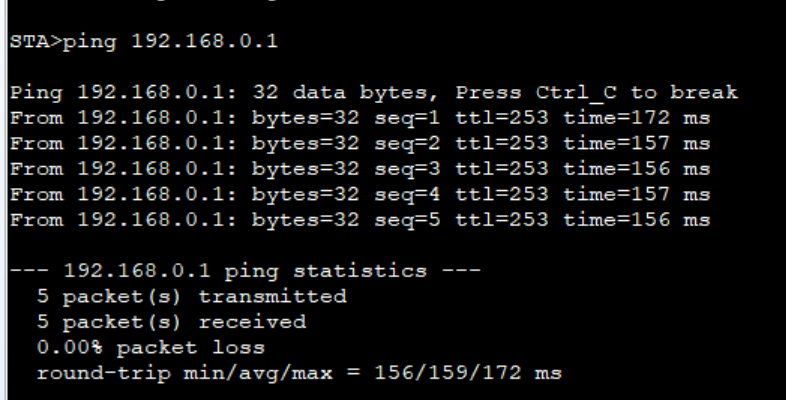 STA>ping 192.168.0.1
Ping 192.168.0.1: 32 data bytes, Press Ctrl_C to break
From 192.168.0.1: bytes=32 seq=1 ttl=253 time=172 ms
From 192.168.0.1: bytes=32 seq=2 ttl=253 time=157 ms
From 192.168.0.1: bytes=32 seq=3 ttl=253 time=156 ms
From 192.168.0.1: bytes=32 seq=4 ttl=253 time=157 ms
From 192.168.0.1: bytes=32 seq=5 ttl=253 time=156 ms
--- 192.168.0.1 ping statistics ---
5 packet(s) transmitted
5 packet(s) received
0.00% packet loss
round-trip min/avg/max = 156/159/172 ms